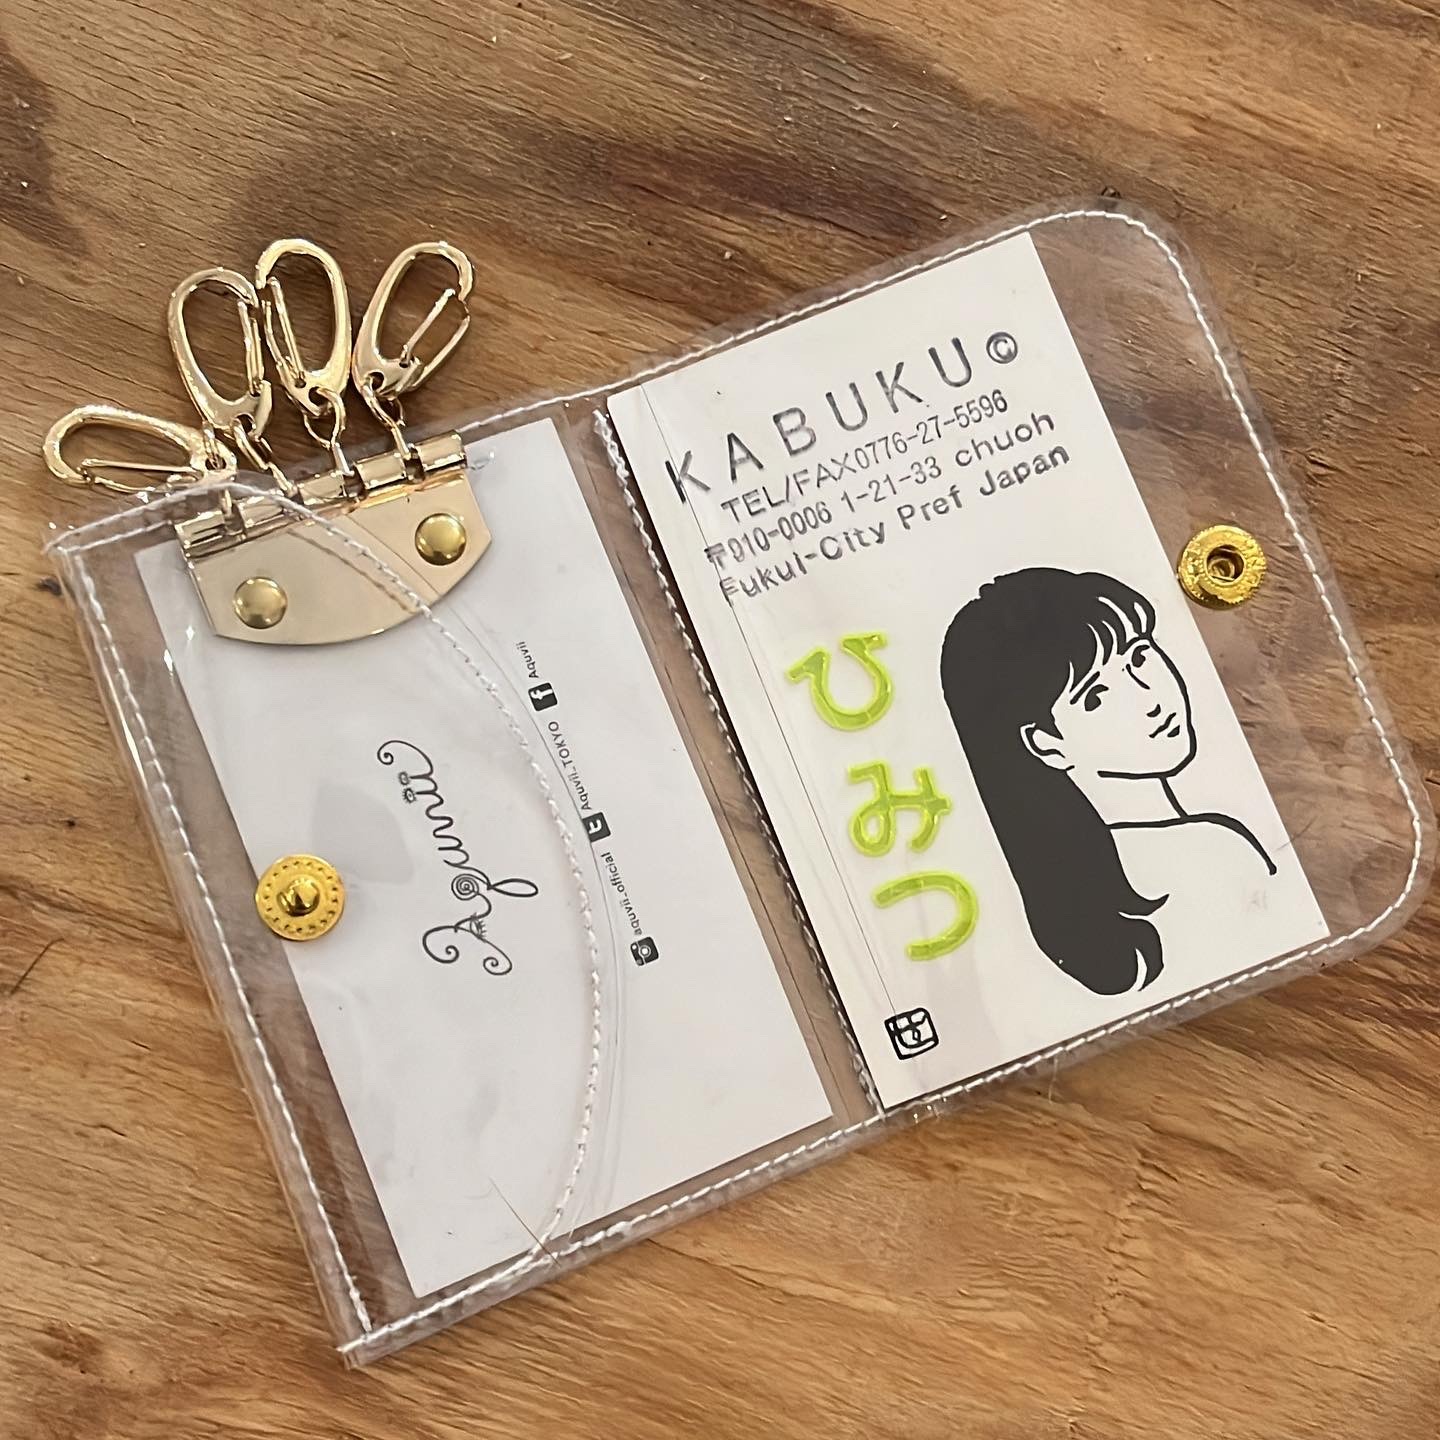 Aquvii
Aquvii
Aquvii_TOKYO
aquvii_official
KABUKU©
TEL/FAX0776-27-5596
〒910-0006 1-21-33 chuoh
Fukui-City Pref Japan
ひみつ